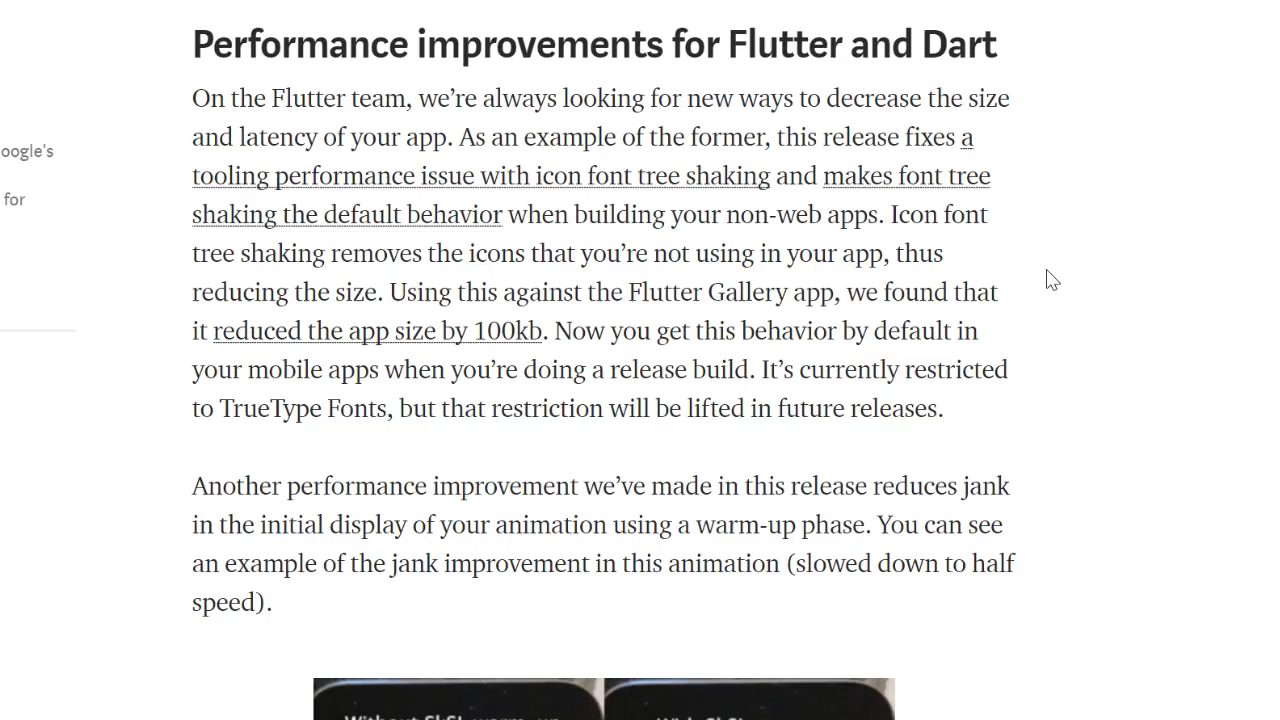 Performance improvements for Flutter and Dart
On the Flutter team, we’re always looking for new ways to decrease the size
and latency of your app. As an example of the former, this release fixes a
tooling performance issue with icon font tree shaking and makes font tree
shaking the default behavior when building your non-web apps. Icon font
tree shaking removes the icons that you’re not using in your app, thus
reducing the size. Using this against the Flutter Gallery app, we found that
it reduced the app size by 100kb. Now you get this behavior by default in
your mobile apps when you’re doing a release build. It’s currently restricted
to TrueType Fonts, but that restriction will be lifted in future releases.
Another performance improvement we’ve made in this release reduces jank
in the initial display of your animation using a warm-up phase. You can see
an example of the jank improvement in this animation (slowed down to half
speed).
oogle's
for
Without SkSL warm-up
With SkSL